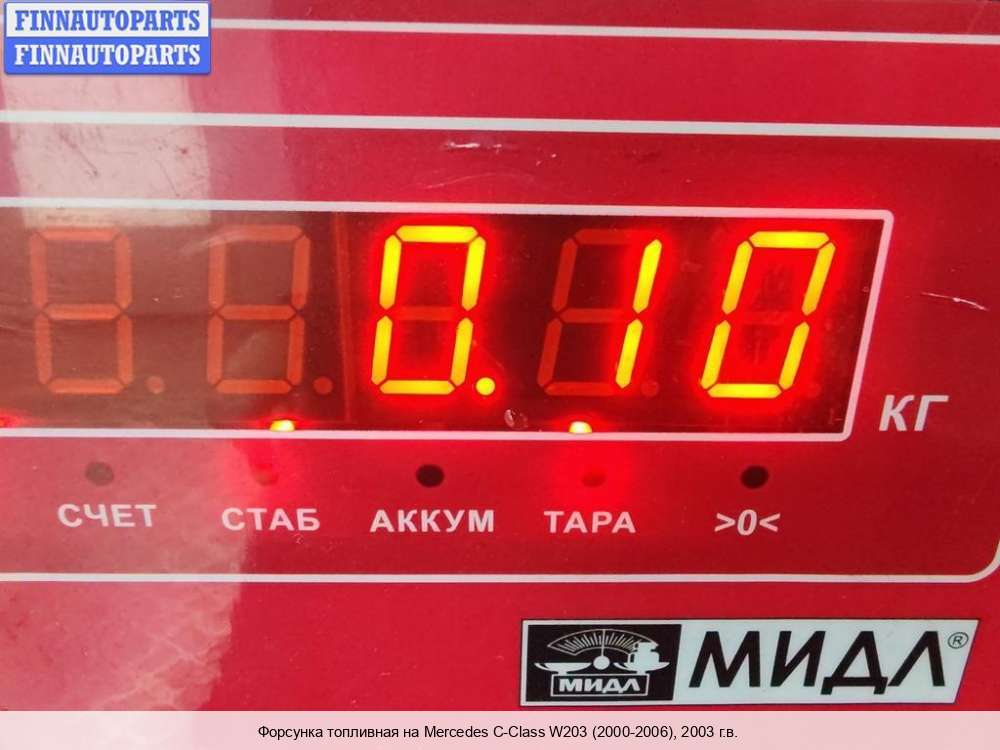 FINNAUTOPARTS
FINNAUTOPARTS
0.10
КГ
СЧЕТ СТАБ АККУМ ТАРА >0<
МИДЛ МИДЛ®
Форсунка топливная на Mercedes C-Class W203 (2000-2006), 2003 г.в.